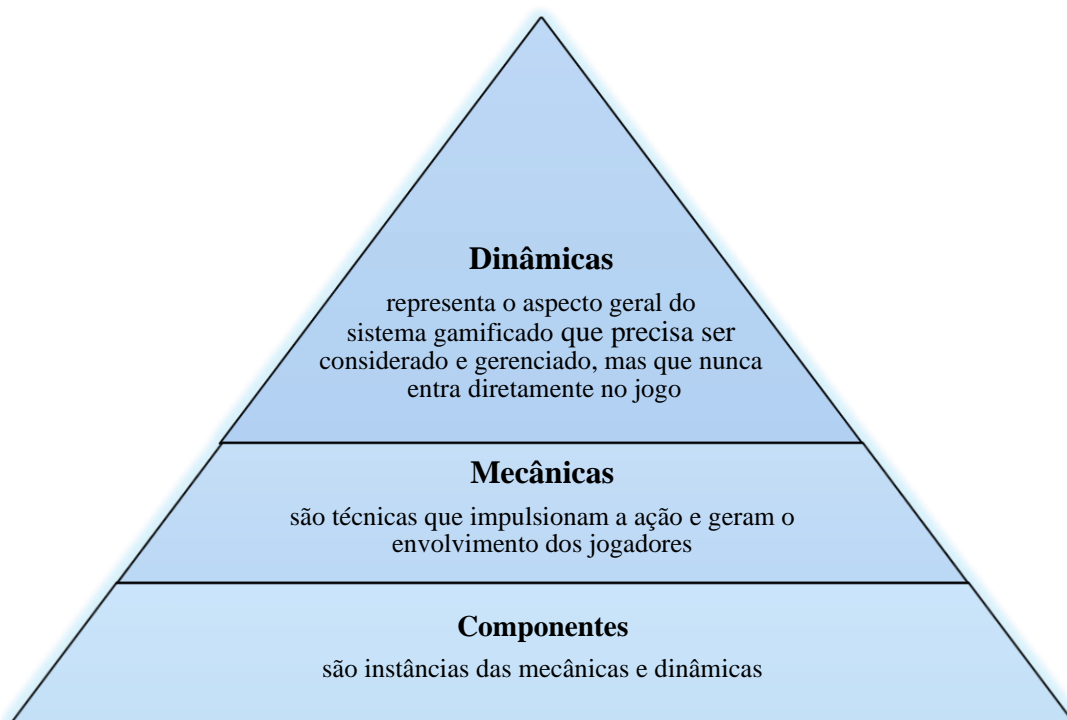 Dinâmicas
representa o aspecto geral do
sistema gamificado que precisa ser
considerado e gerenciado, mas que nunca
entra diretamente no jogo
Mecânicas
são técnicas que impulsionam a ação e geram o
envolvimento dos jogadores
Componentes
são instâncias das mecânicas e dinâmicas